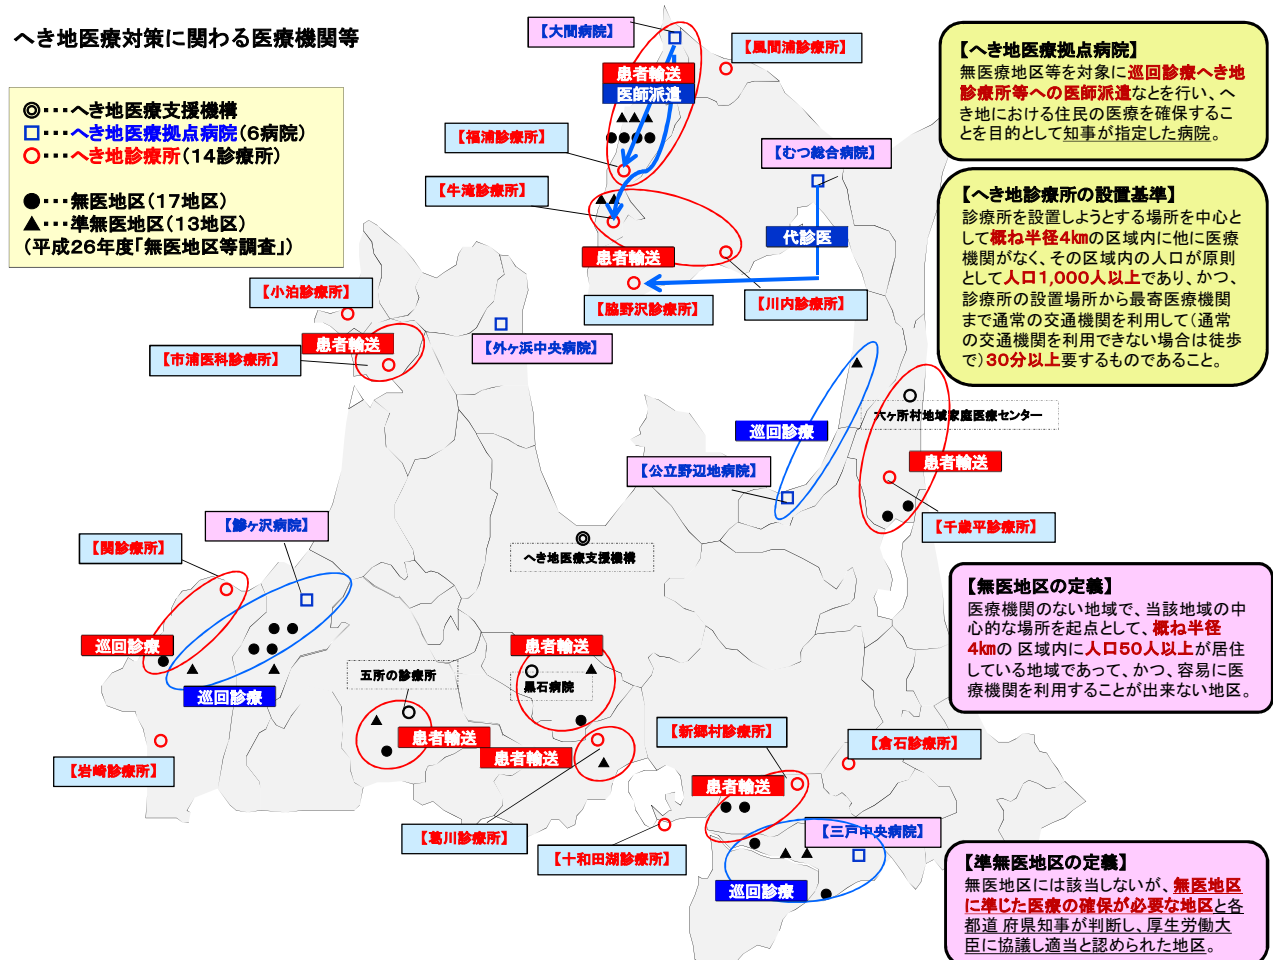 へき地医療対策に関わる医療機関等
◎・・・へき地医療支援機構
□・・・へき地医療拠点病院(6病院)
○・・・へき地診療所(14診療所)
●・・・無医地区(17地区)
▲・・・準無医地区(13地区)
(平成26年度｢無医地区等調査｣)
【大間病院】
【風間浦診療所】
患者輸送
医師派遣
【福浦診療所】
【むつ総合病院】
【牛滝診療所】
代診医
患者輸送
【脇野沢診療所】
【川内診療所】
【小泊診療所】
患者輸送
【市浦医科診療所】
【外ヶ浜中央病院】
六ヶ所村地域家庭医療センター
巡回診療
患者輸送
【公立野辺地病院】
【千歳平診療所】
【鰺ヶ沢病院】
【関診療所】
へき地医療支援機構
巡回診療
巡回診療
患者輸送
五所の診療所
黒石病院
患者輸送
患者輸送
【新郷村診療所】
【倉石診療所】
【岩崎診療所】
患者輸送
【葛川診療所】
【十和田湖診療所】
【三戸中央病院】
巡回診療
【へき地医療拠点病院】
無医療地区等を対象に巡回診療へき地
診療所等への医師派遣などを行い、へ
き地における住民の医療を確保するこ
とを目的として知事が指定した病院。
【へき地診療所の設置基準】
診療所を設置しようとする場所を中心と
して概ね半径4㎞の区域内に他に医療
機関がなく、その区域内の人口が原則
として人口1,000人以上であり、かつ、
診療所の設置場所から最寄医療機関
まで通常の交通機関を利用して(通常
の交通機関を利用できない場合は徒歩
で)30分以上要するものであること。
【無医地区の定義】
医療機関のない地域で、当該地域の中
心的な場所を起点として、概ね半径
4㎞の 区域内に人口50人以上が居住
している地域であって、かつ、容易に医
療機関を利用することが出来ない地区。
【準無医地区の定義】
無医地区には該当しないが、無医地区
に準じた医療の確保が必要な地区と各
都道 府県知事が判断し、厚生労働大
臣に協議し適当と認められた地区。